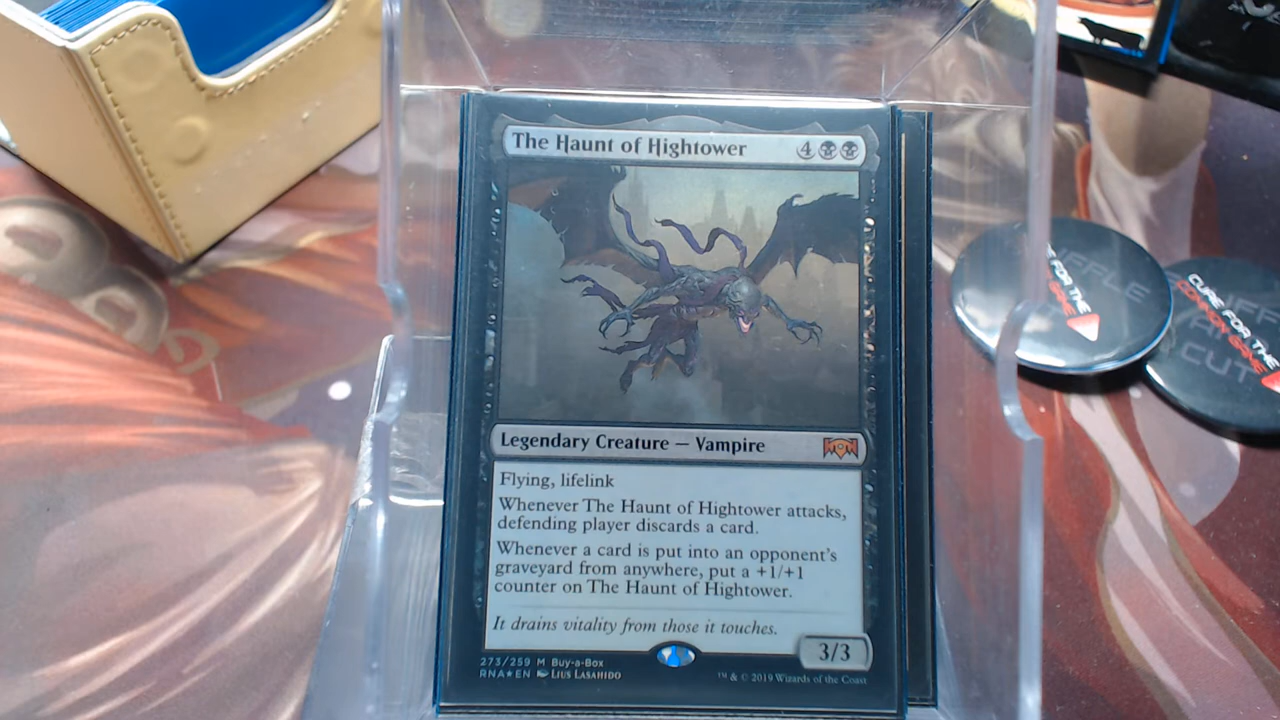 The Haunt of Hightower 4
Legendary Creature — Vampire
Flying, lifelink
Whenever The Haunt of Hightower attacks,
defending player discards a card.
Whenever a card is put into an opponent's
graveyard from anywhere, put a +1/+1
counter on The Haunt of Hightower.
It drains vitality from those it touches.
3/3
273/259 M Buy-a-Box
RNA★EN Lius Lasahido
™ & © 2019 Wizards of the Coast
FOR THE
CURE FOR THE
COMMON GAME
CUT